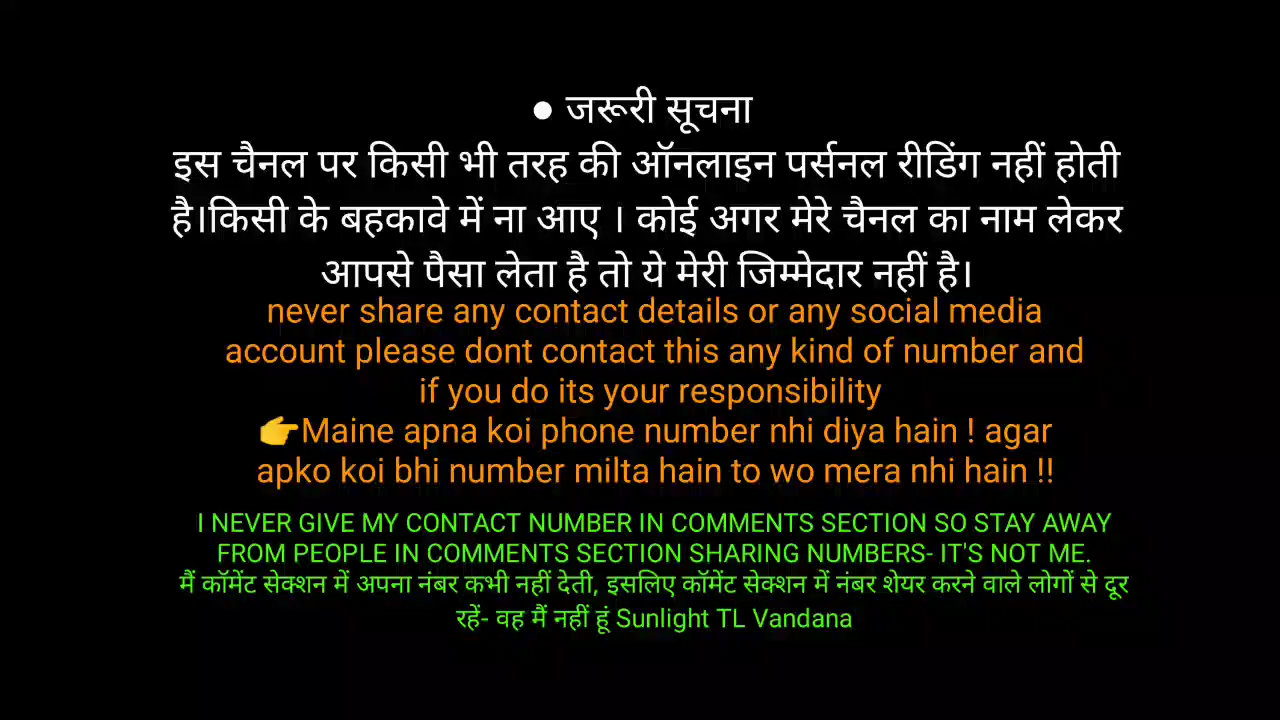 ● जरूरी सूचना
इस चैनल पर किसी भी तरह की ऑनलाइन पर्सनल रीडिंग नहीं होती
है।किसी के बहकावे में ना आए । कोई अगर मेरे चैनल का नाम लेकर
आपसे पैसा लेता है तो ये मेरी जिम्मेदार नहीं है।
never share any contact details or any social media
account please dont contact this any kind of number and
if you do its your responsibility
👉Maine apna koi phone number nhi diya hain ! agar
apko koi bhi number milta hain to wo mera nhi hain !!
I NEVER GIVE MY CONTACT NUMBER IN COMMENTS SECTION SO STAY AWAY
FROM PEOPLE IN COMMENTS SECTION SHARING NUMBERS- IT'S NOT ME.
मैं कॉमेंट सेक्शन में अपना नंबर कभी नहीं देती, इसलिए कॉमेंट सेक्शन में नंबर शेयर करने वाले लोगों से दूर
रहें- वह मैं नहीं हूं Sunlight TL Vandana